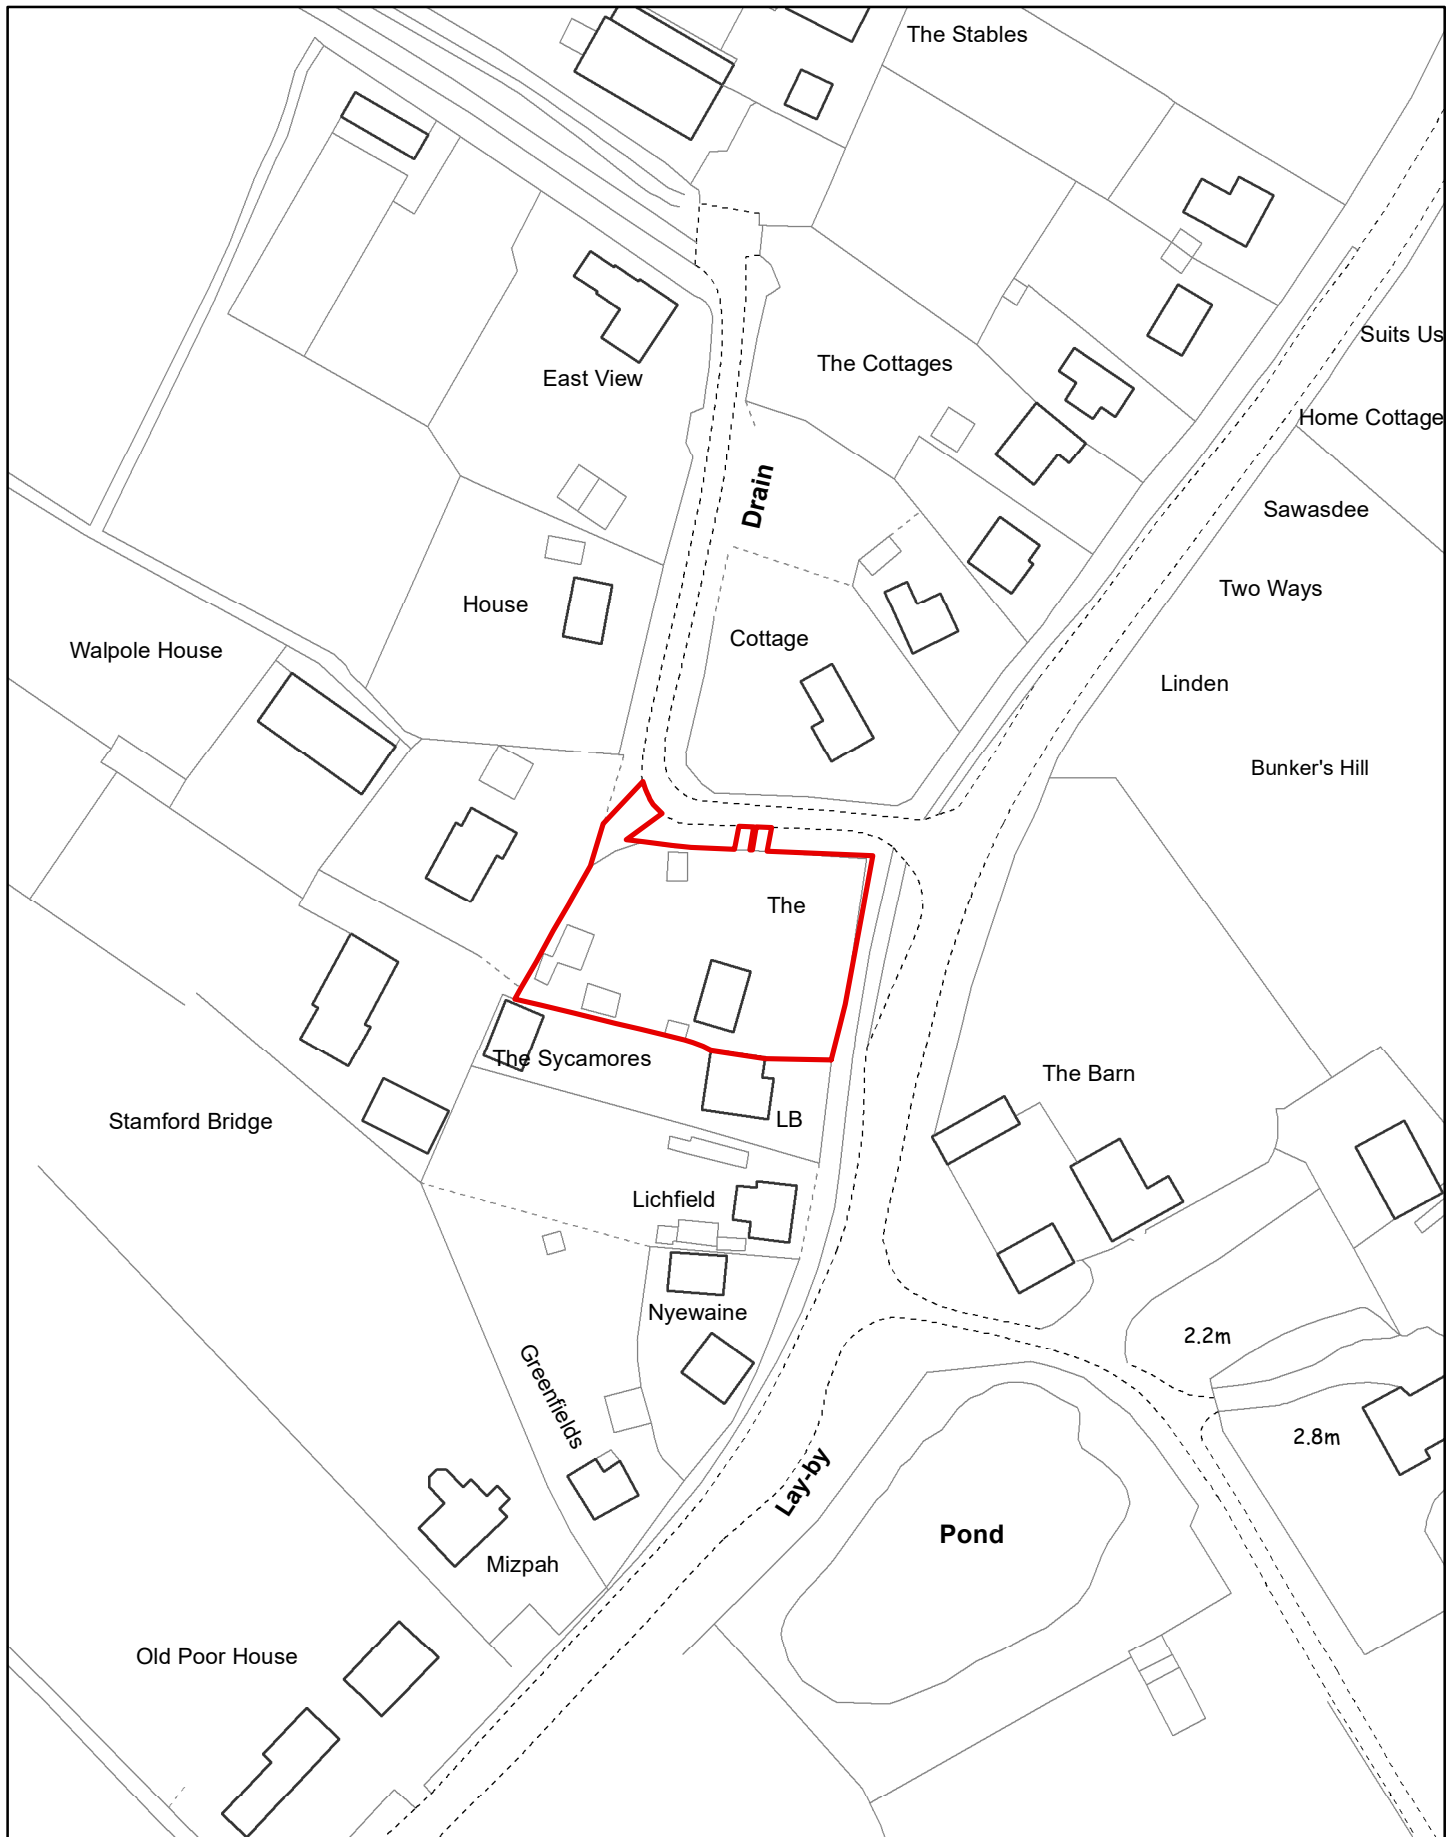 The Stables
Suits Us
East View
The Cottages
Home Cottage
Drain
Sawasdee
Two Ways
House
Cottage
Walpole House
Linden
Bunker's Hill
The
The Sycamores
The Barn
LB
Stamford Bridge
Lichfield
Nyewaine
2.2m
Greenfields
2.8m
Lay-by
Pond
Mizpah
Old Poor House